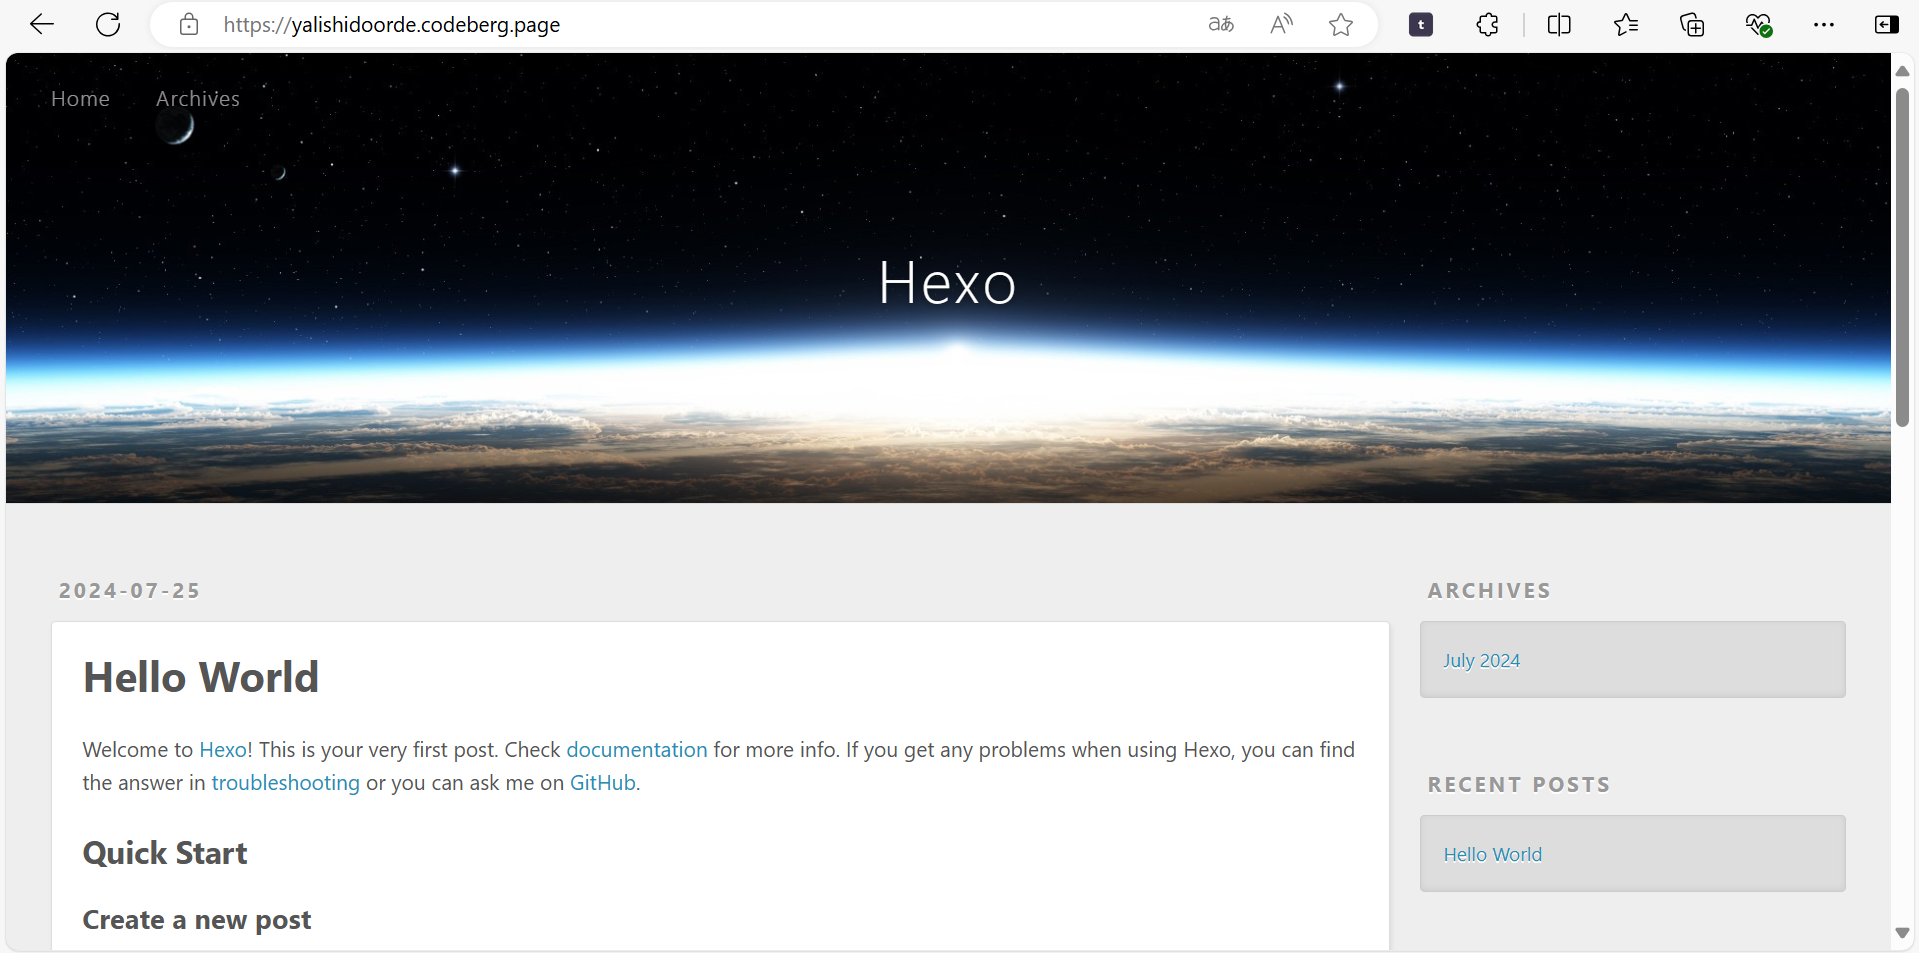 https://yalishidoorde.codeberg.page
aあ
A
t
Home
Archives
Hexo
2024-07-25
Hello World
Welcome to Hexo! This is your very first post. Check documentation for more info. If you get any problems when using Hexo, you can find
the answer in troubleshooting or you can ask me on GitHub.
Quick Start
Create a new post
ARCHIVES
July 2024
RECENT POSTS
Hello World